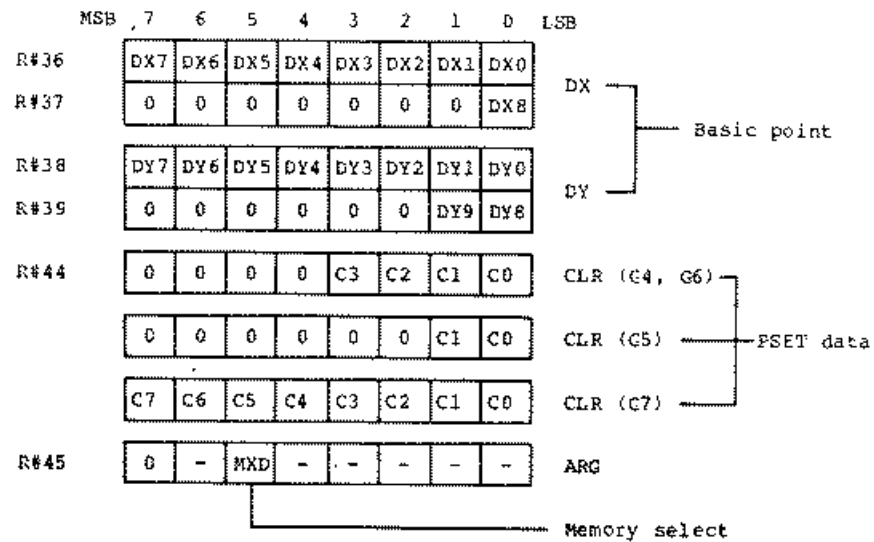 MSB 7 6 5 4 3 2 1 0 LSB
R#36 DX7 DX6 DX5 DX4 DX3 DX2 DX1 DX0
DX
R#37 0 0 0 0 0 0 0 DX8
Basic point
R#38 DY7 DY6 DY5 DY4 DY3 DY2 DY1 DY0
DY
R#39 0 0 0 0 0 0 DY9 DY8
R#44 0 0 0 0 C3 C2 C1 C0 CLR (G4, G6)
0 0 0 0 0 0 C1 C0 CLR (G5) PSET data
C7 C6 C5 C4 C3 C2 C1 C0 CLR (G7)
R#45 0 - MXD - - - - - ARG
Memory select